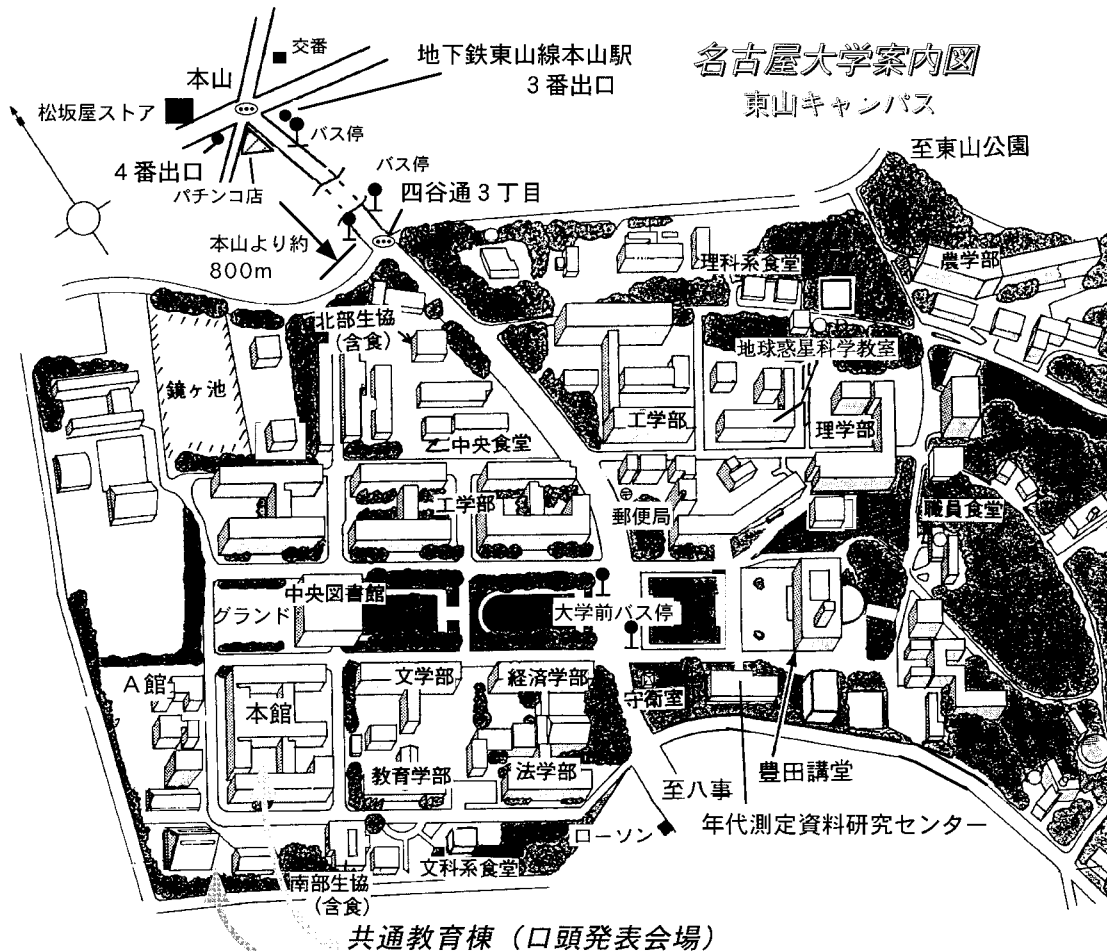 名古屋大学案内図
東山キャンパス
交番
本山
地下鉄東山線本山駅
3番出口
松坂屋ストア
バス停
4番出口
パチンコ店
バス停
四谷通3丁目
至東山公園
本山より約
800m
理科系食堂
農学部
北部生協
(含食)
地球惑星科学教室
鏡ヶ池
中央食堂
工学部
理学部
工学部
郵便局
職員食堂
中央図書館
グランド
大学前バス停
A館
本館
文学部
経済学部
守衛室
教育学部
法学部
至八事
豊田講堂
年代測定資料研究センター
ローソン
南部生協
(含食)
文科系食堂
共通教育棟(口頭発表会場)